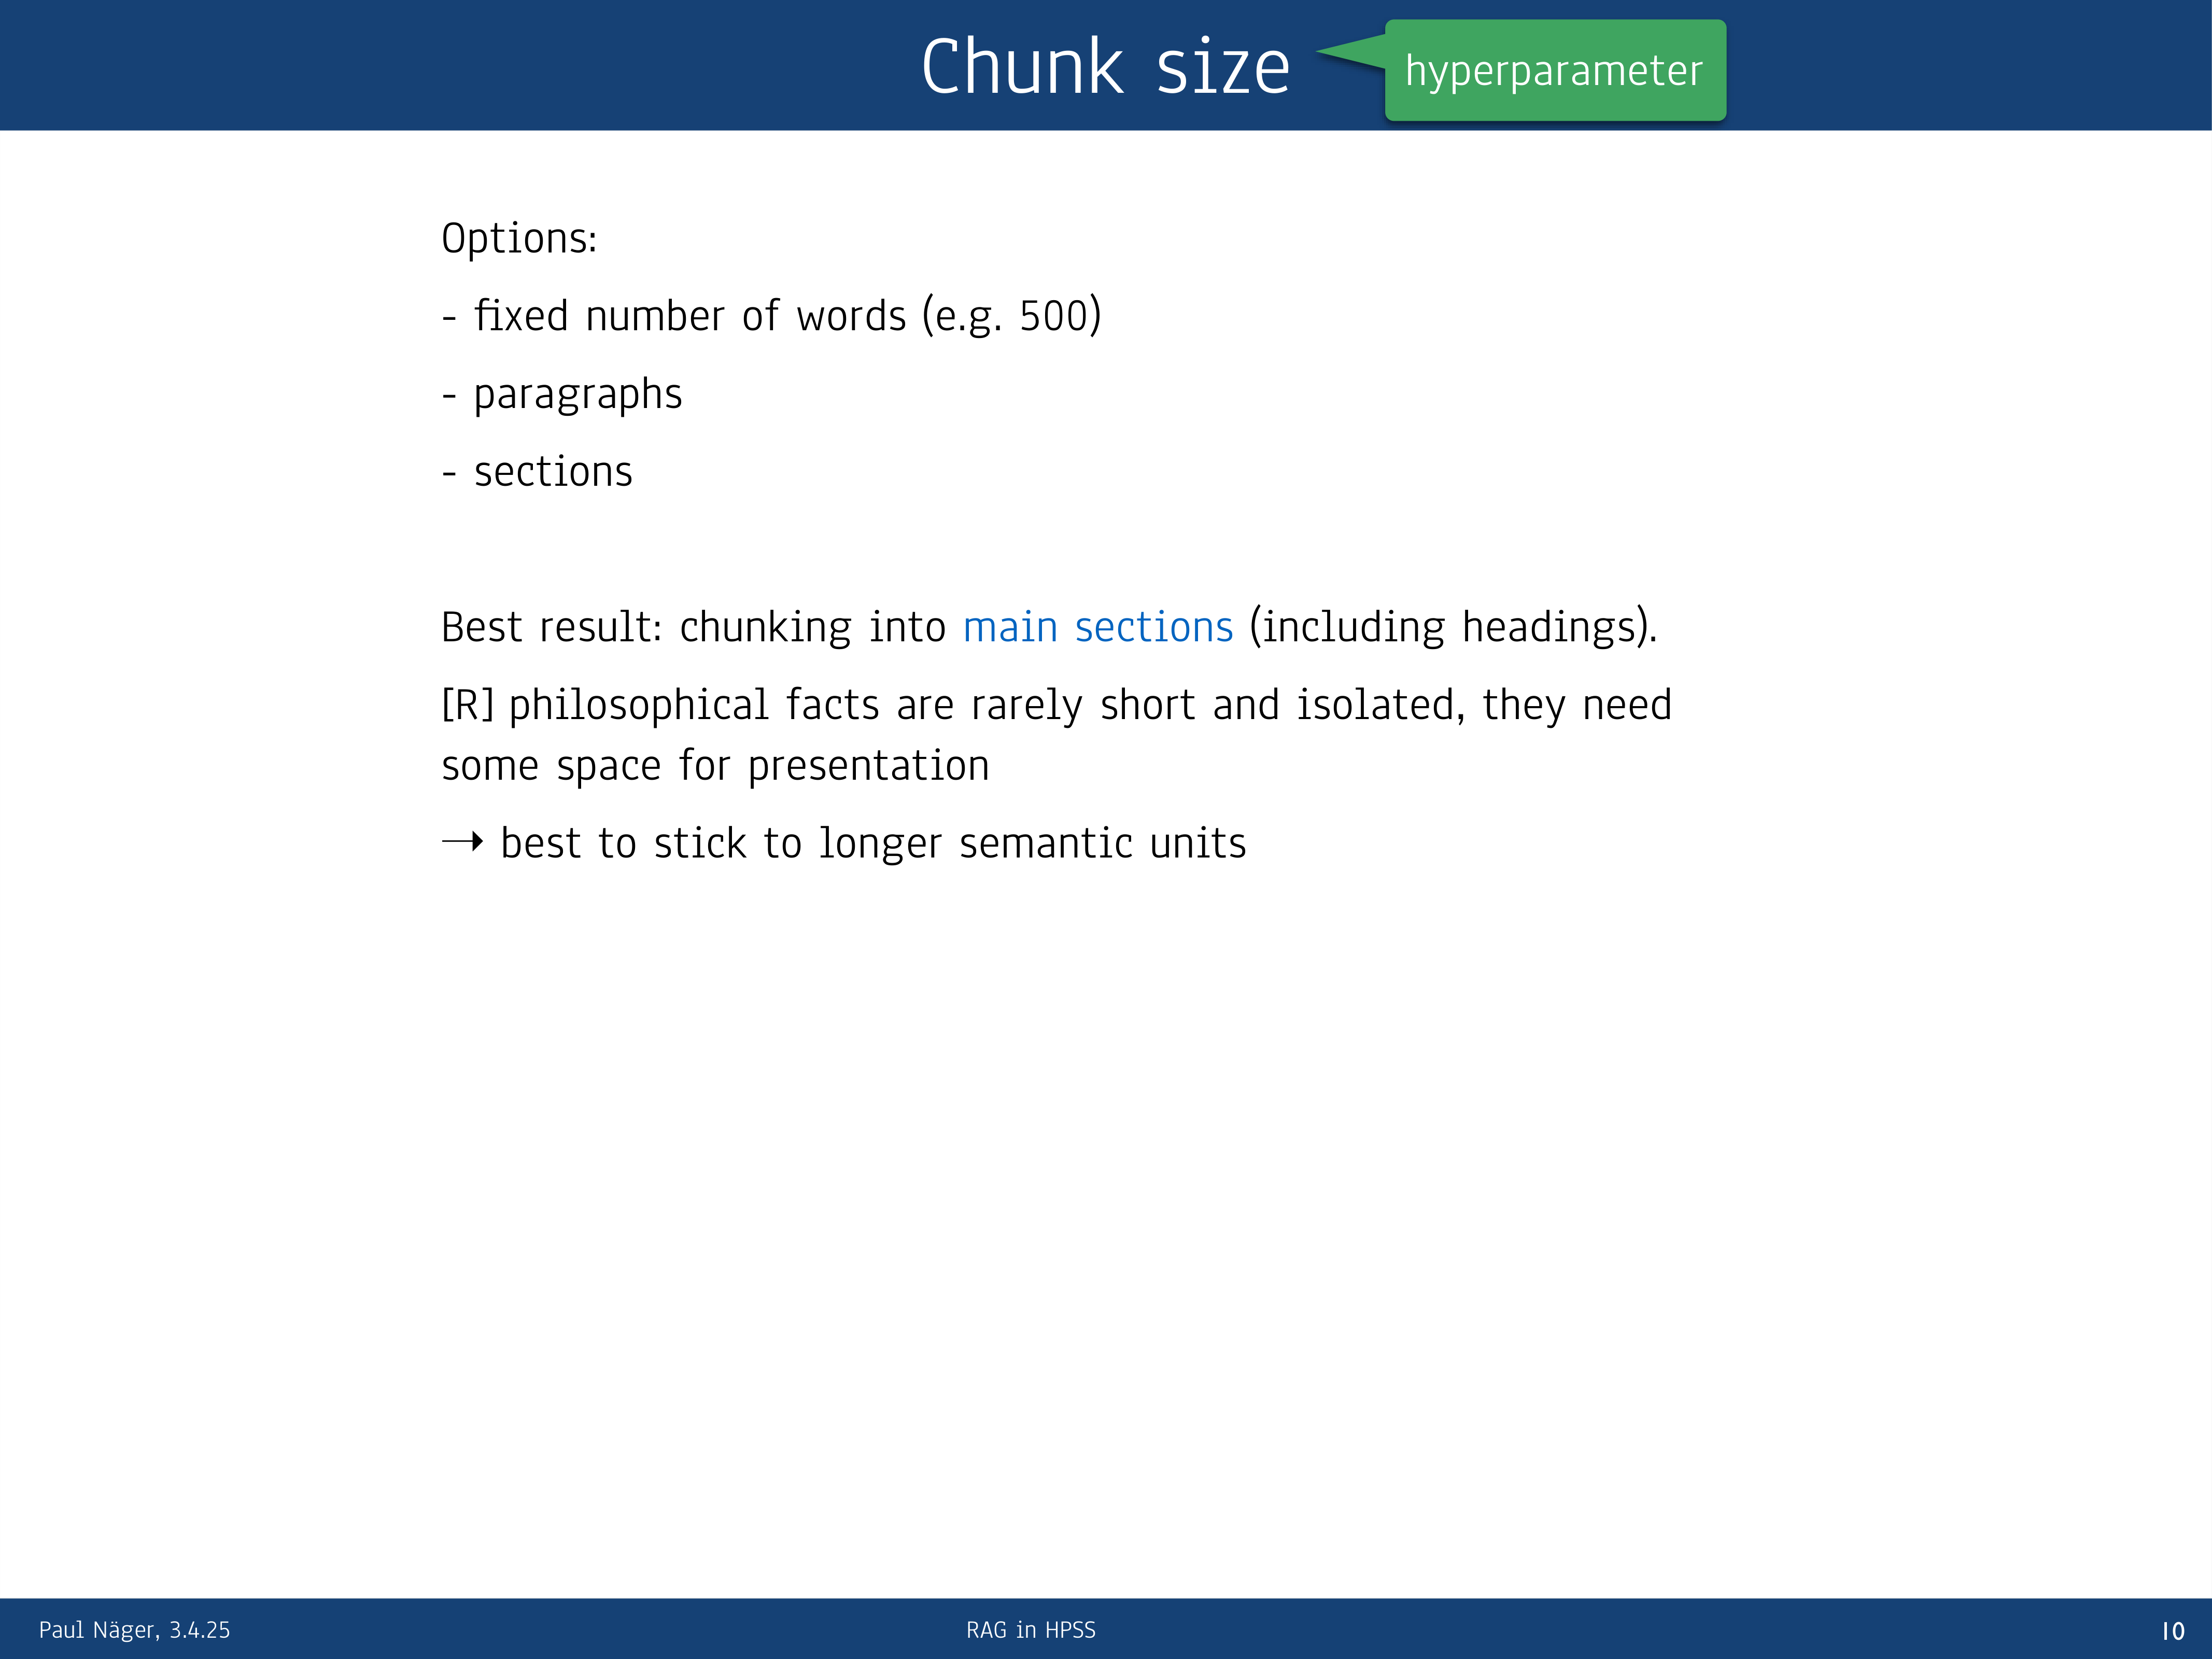 Chunk size
hyperparameter
Options:
- fixed number of words (e.g. 500)
- paragraphs
- sections
Best result: chunking into main sections (including headings).
[R] philosophical facts are rarely short and isolated, they need
some space for presentation
→ best to stick to longer semantic units
Paul Näger, 3.4.25
RAG in HPSS
10